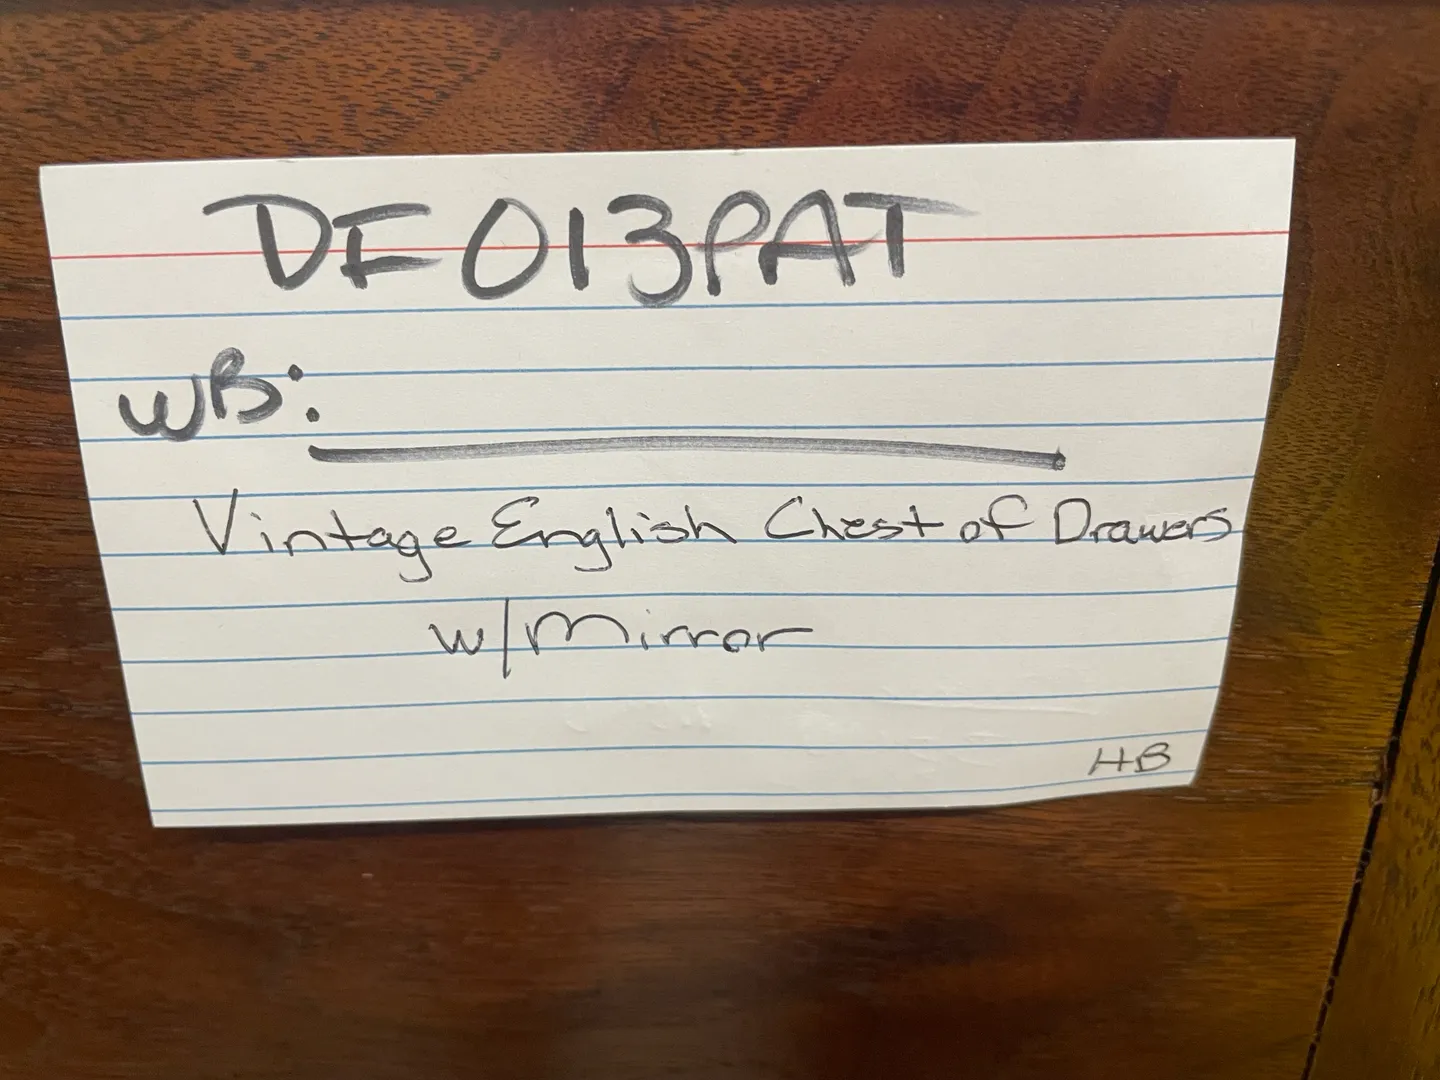 DF013PAT
WB:
Vintage English Chest of Drawers
w/Mirror
HB